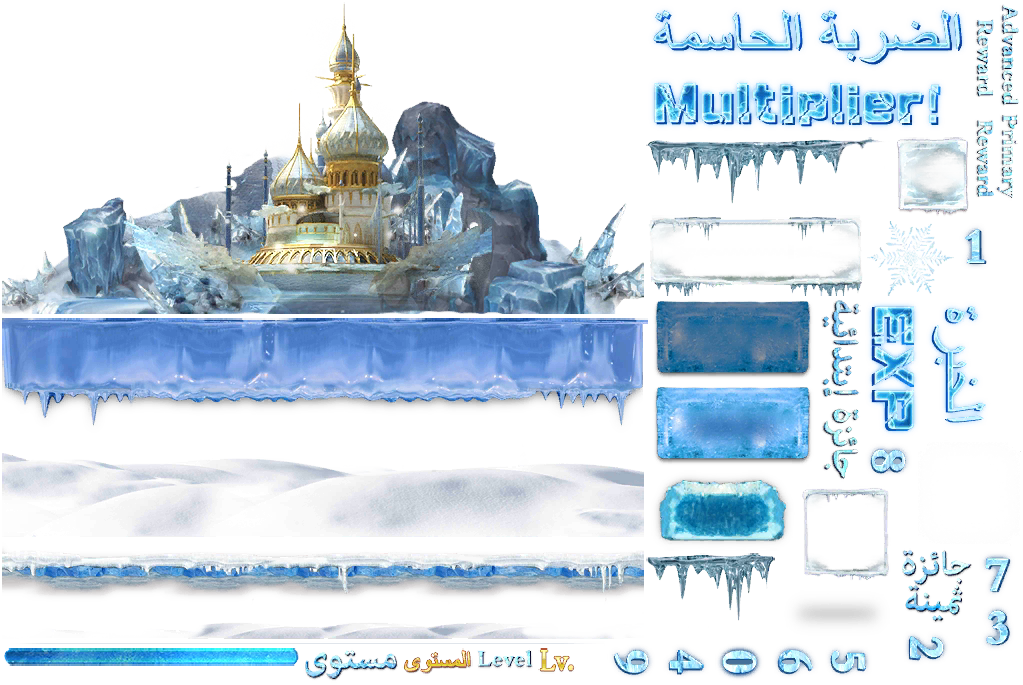 الضربة الحاسمة
Multiplier!
Advanced Primary
Reward Reward
1
جائزة إبتدائية
EXP
الخبرة
8
جائزة
ثمينة
7
3
2
مستوى
المستوى
Level
Lv.
9
4
0
6
5